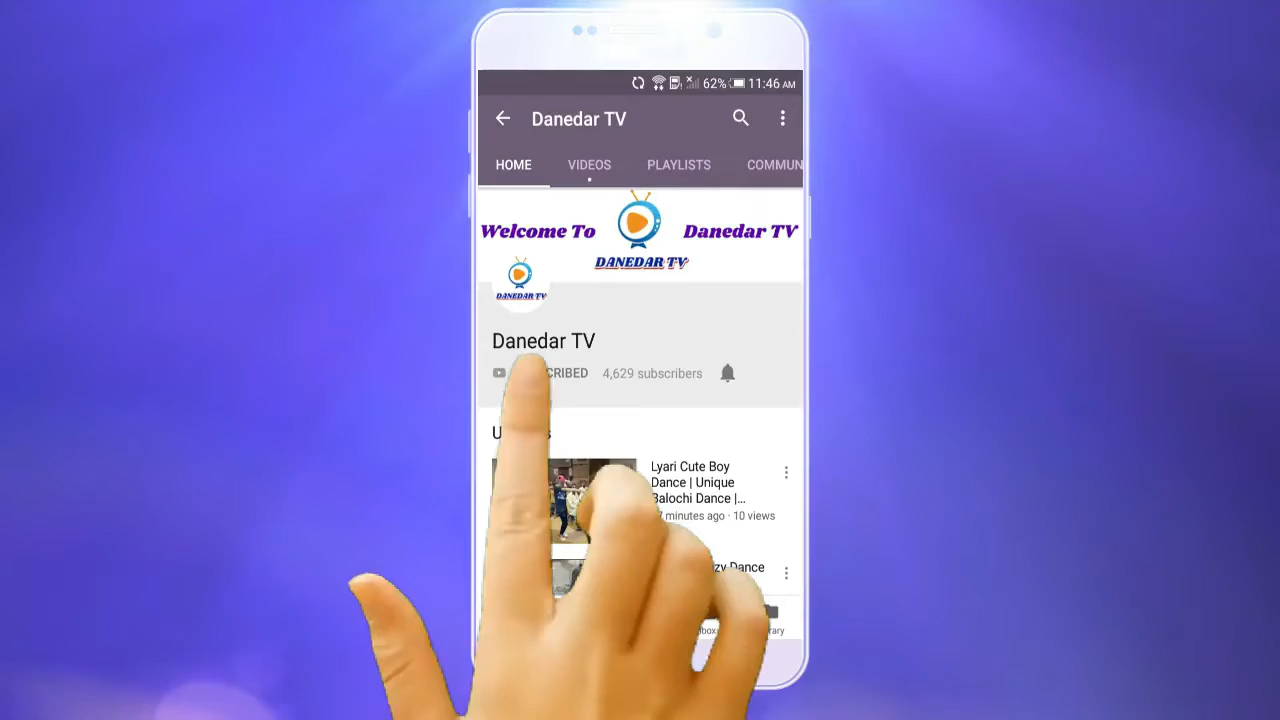 62% 11:46 AM
Danedar TV
HOME VIDEOS PLAYLISTS COMMUN
Welcome To Danedar TV
DANEDAR TV
DANEDAR TV
Danedar TV
CRIBED 4,629 subscribers
Lyari Cute Boy
Dance | Unique
Balochi Dance |...
minutes ago · 10 views
zy Dance